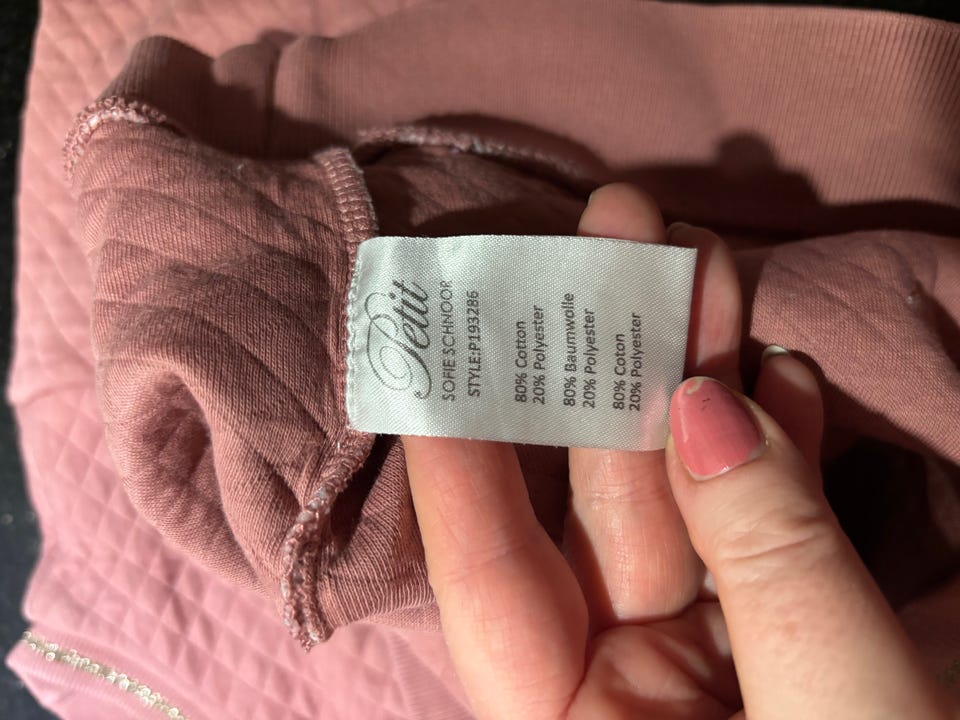 Petit
SOFIE SCHNOOR
STYLE:P193286
80% Cotton
20% Polyester
80% Baumwolle
20% Polyester
80% Coton
20% Polyester